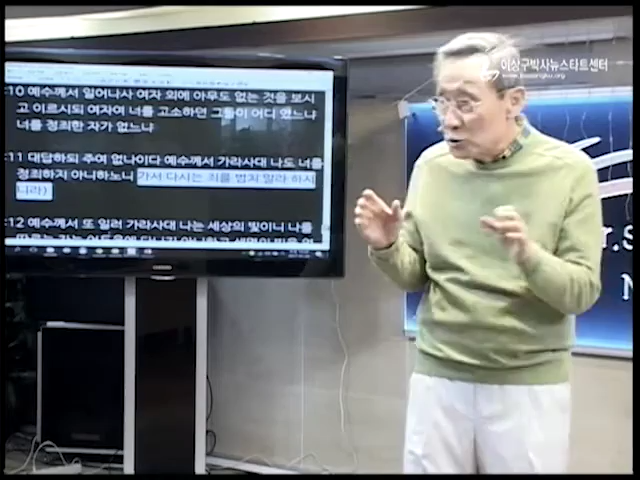 이상구박사뉴스타트센터
:10 예수께서 일어나사 여자 외에 아무도 없는 것을 보시
고 이르시되 여자여 너를 고소하던 그들이 어디 있느냐
너를 정죄한 자가 없느냐
:11 대답하되 주여 없나이다 예수께서 가라사대 나도 너를
정죄하지 아니하노니 가서 다시는 죄를 범치 말라 하시
니라)
:12 예수께서 또 일러 가라사대 나는 세상의 빛이니 나를